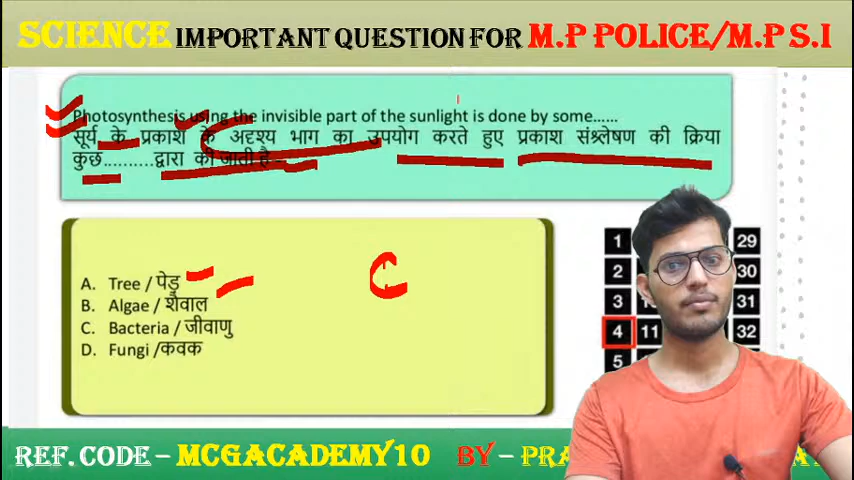 SCIENCE IMPORTANT QUESTION FOR M.P POLICE/M.P S.I
Photosynthesis using the invisible part of the sunlight is done by some......
सूर्य के प्रकाश के अदृश्य भाग का उपयोग करते हुए प्रकाश संश्लेषण की क्रिया
कुछ..........द्वारा की जाती है
A. Tree / पेड़
B. Algae / शैवाल
C. Bacteria / जीवाणु
D. Fungi /कवक
C
1 29
2 30
3 31
4 11 32
5
REF. CODE – MCGACADEMY10 BY –